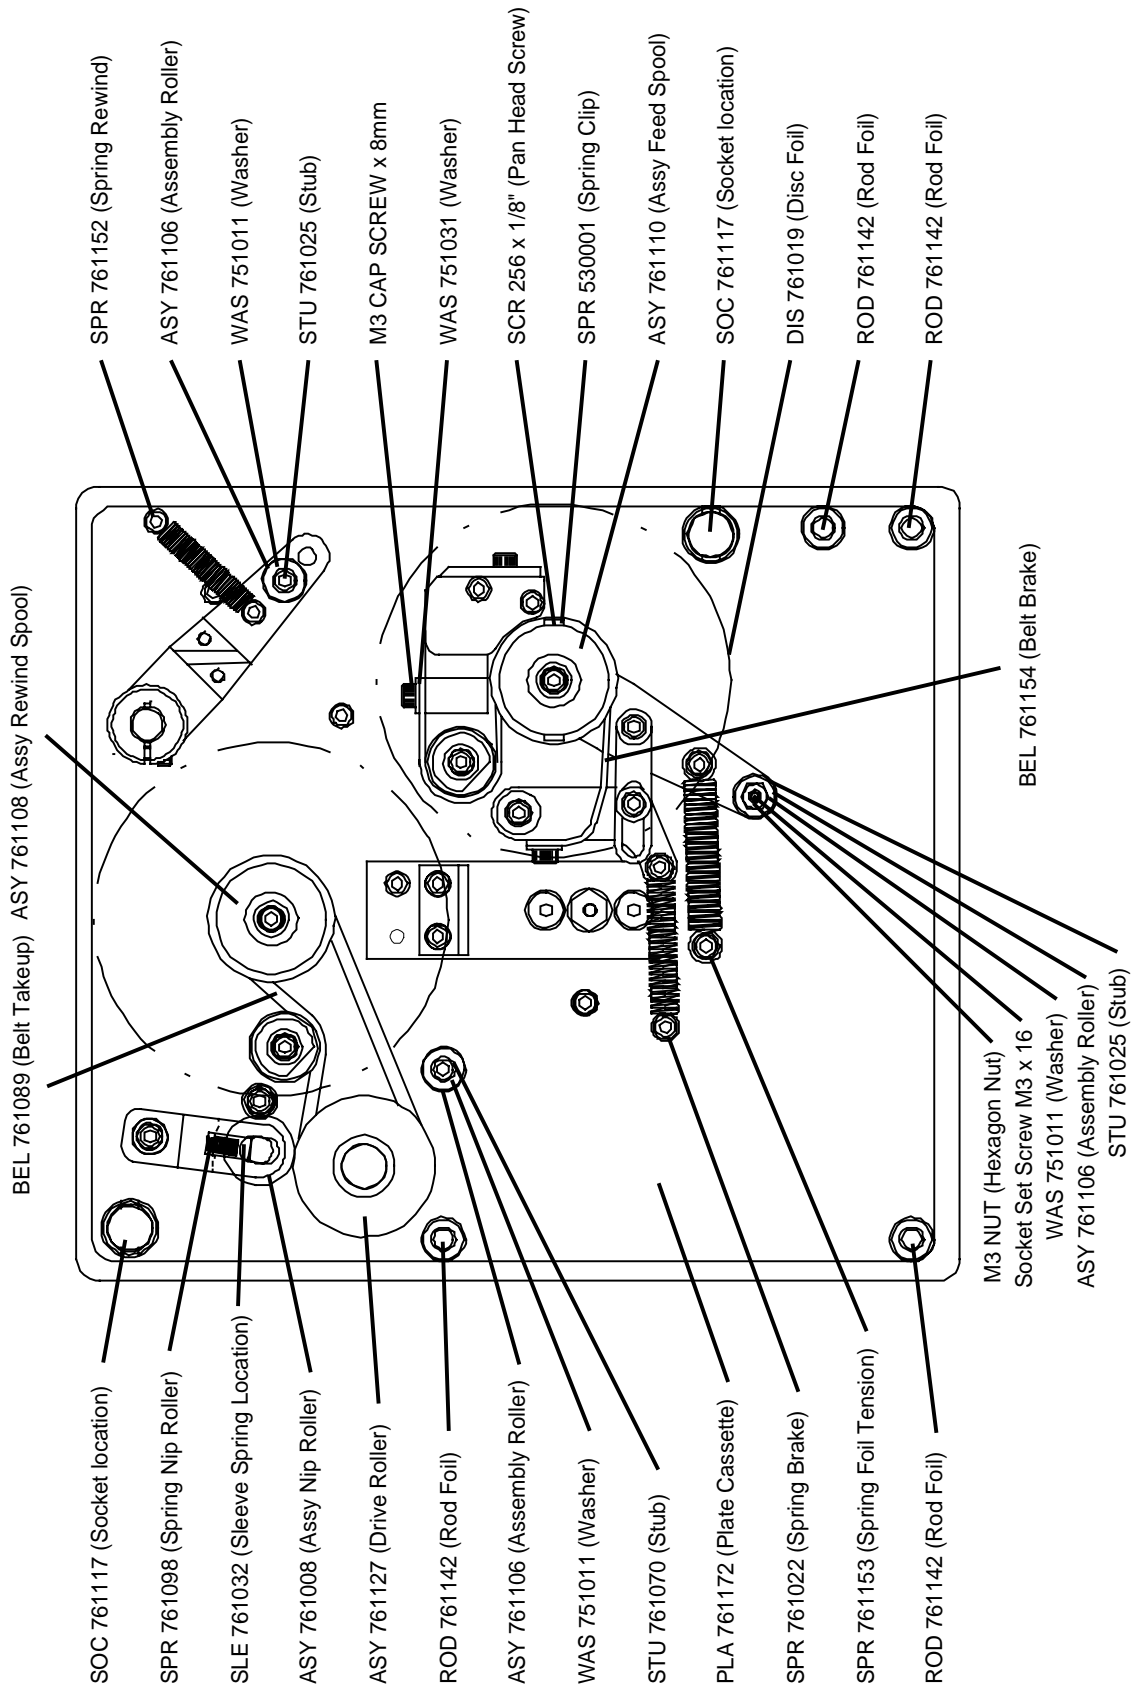 SOC 761117 (Socket location)
SPR 761098 (Spring Nip Roller)
SLE 761032 (Sleeve Spring Location)
ASY 761008 (Assy Nip Roller)
ASY 761127 (Drive Roller)
ROD 761142 (Rod Foil)
ASY 761106 (Assembly Roller)
WAS 751011 (Washer)
STU 761070 (Stub)
PLA 761172 (Plate Cassette)
SPR 761022 (Spring Brake)
SPR 761153 (Spring Foil Tension)
ROD 761142 (Rod Foil)
BEL 761089 (Belt Takeup)
ASY 761108 (Assy Rewind Spool)
M3 NUT (Hexagon Nut)
Socket Set Screw M3 x 16
WAS 751011 (Washer)
ASY 761106 (Assembly Roller)
STU 761025 (Stub)
BEL 761154 (Belt Brake)
SPR 761152 (Spring Rewind)
ASY 761106 (Assembly Roller)
WAS 751011 (Washer)
STU 761025 (Stub)
M3 CAP SCREW x 8mm
WAS 751031 (Washer)
SCR 256 x 1/8" (Pan Head Screw)
SPR 530001 (Spring Clip)
ASY 761110 (Assy Feed Spool)
SOC 761117 (Socket location)
DIS 761019 (Disc Foil)
ROD 761142 (Rod Foil)
ROD 761142 (Rod Foil)